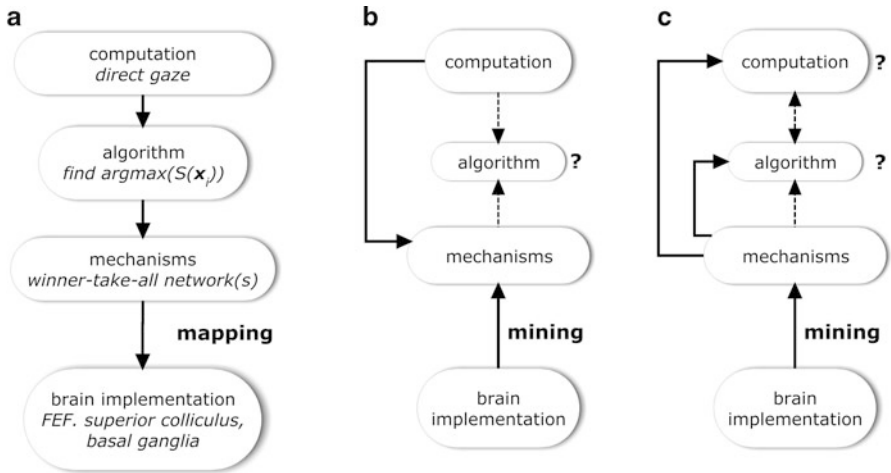 a
computation
direct gaze
algorithm
find argmax(S(x_i))
mechanisms
winner-take-all network(s)
mapping
brain implementation
FEF. superior colliculus,
basal ganglia
b
computation
algorithm ?
mechanisms
mining
brain
implementation
c
computation ?
algorithm ?
mechanisms
mining
brain
implementation